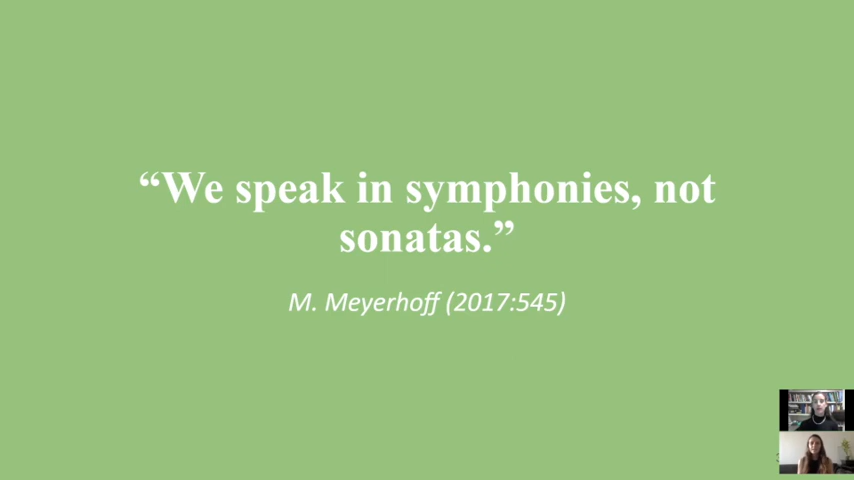 “We speak in symphonies, not
sonatas.”
M. Meyerhoff (2017:545)